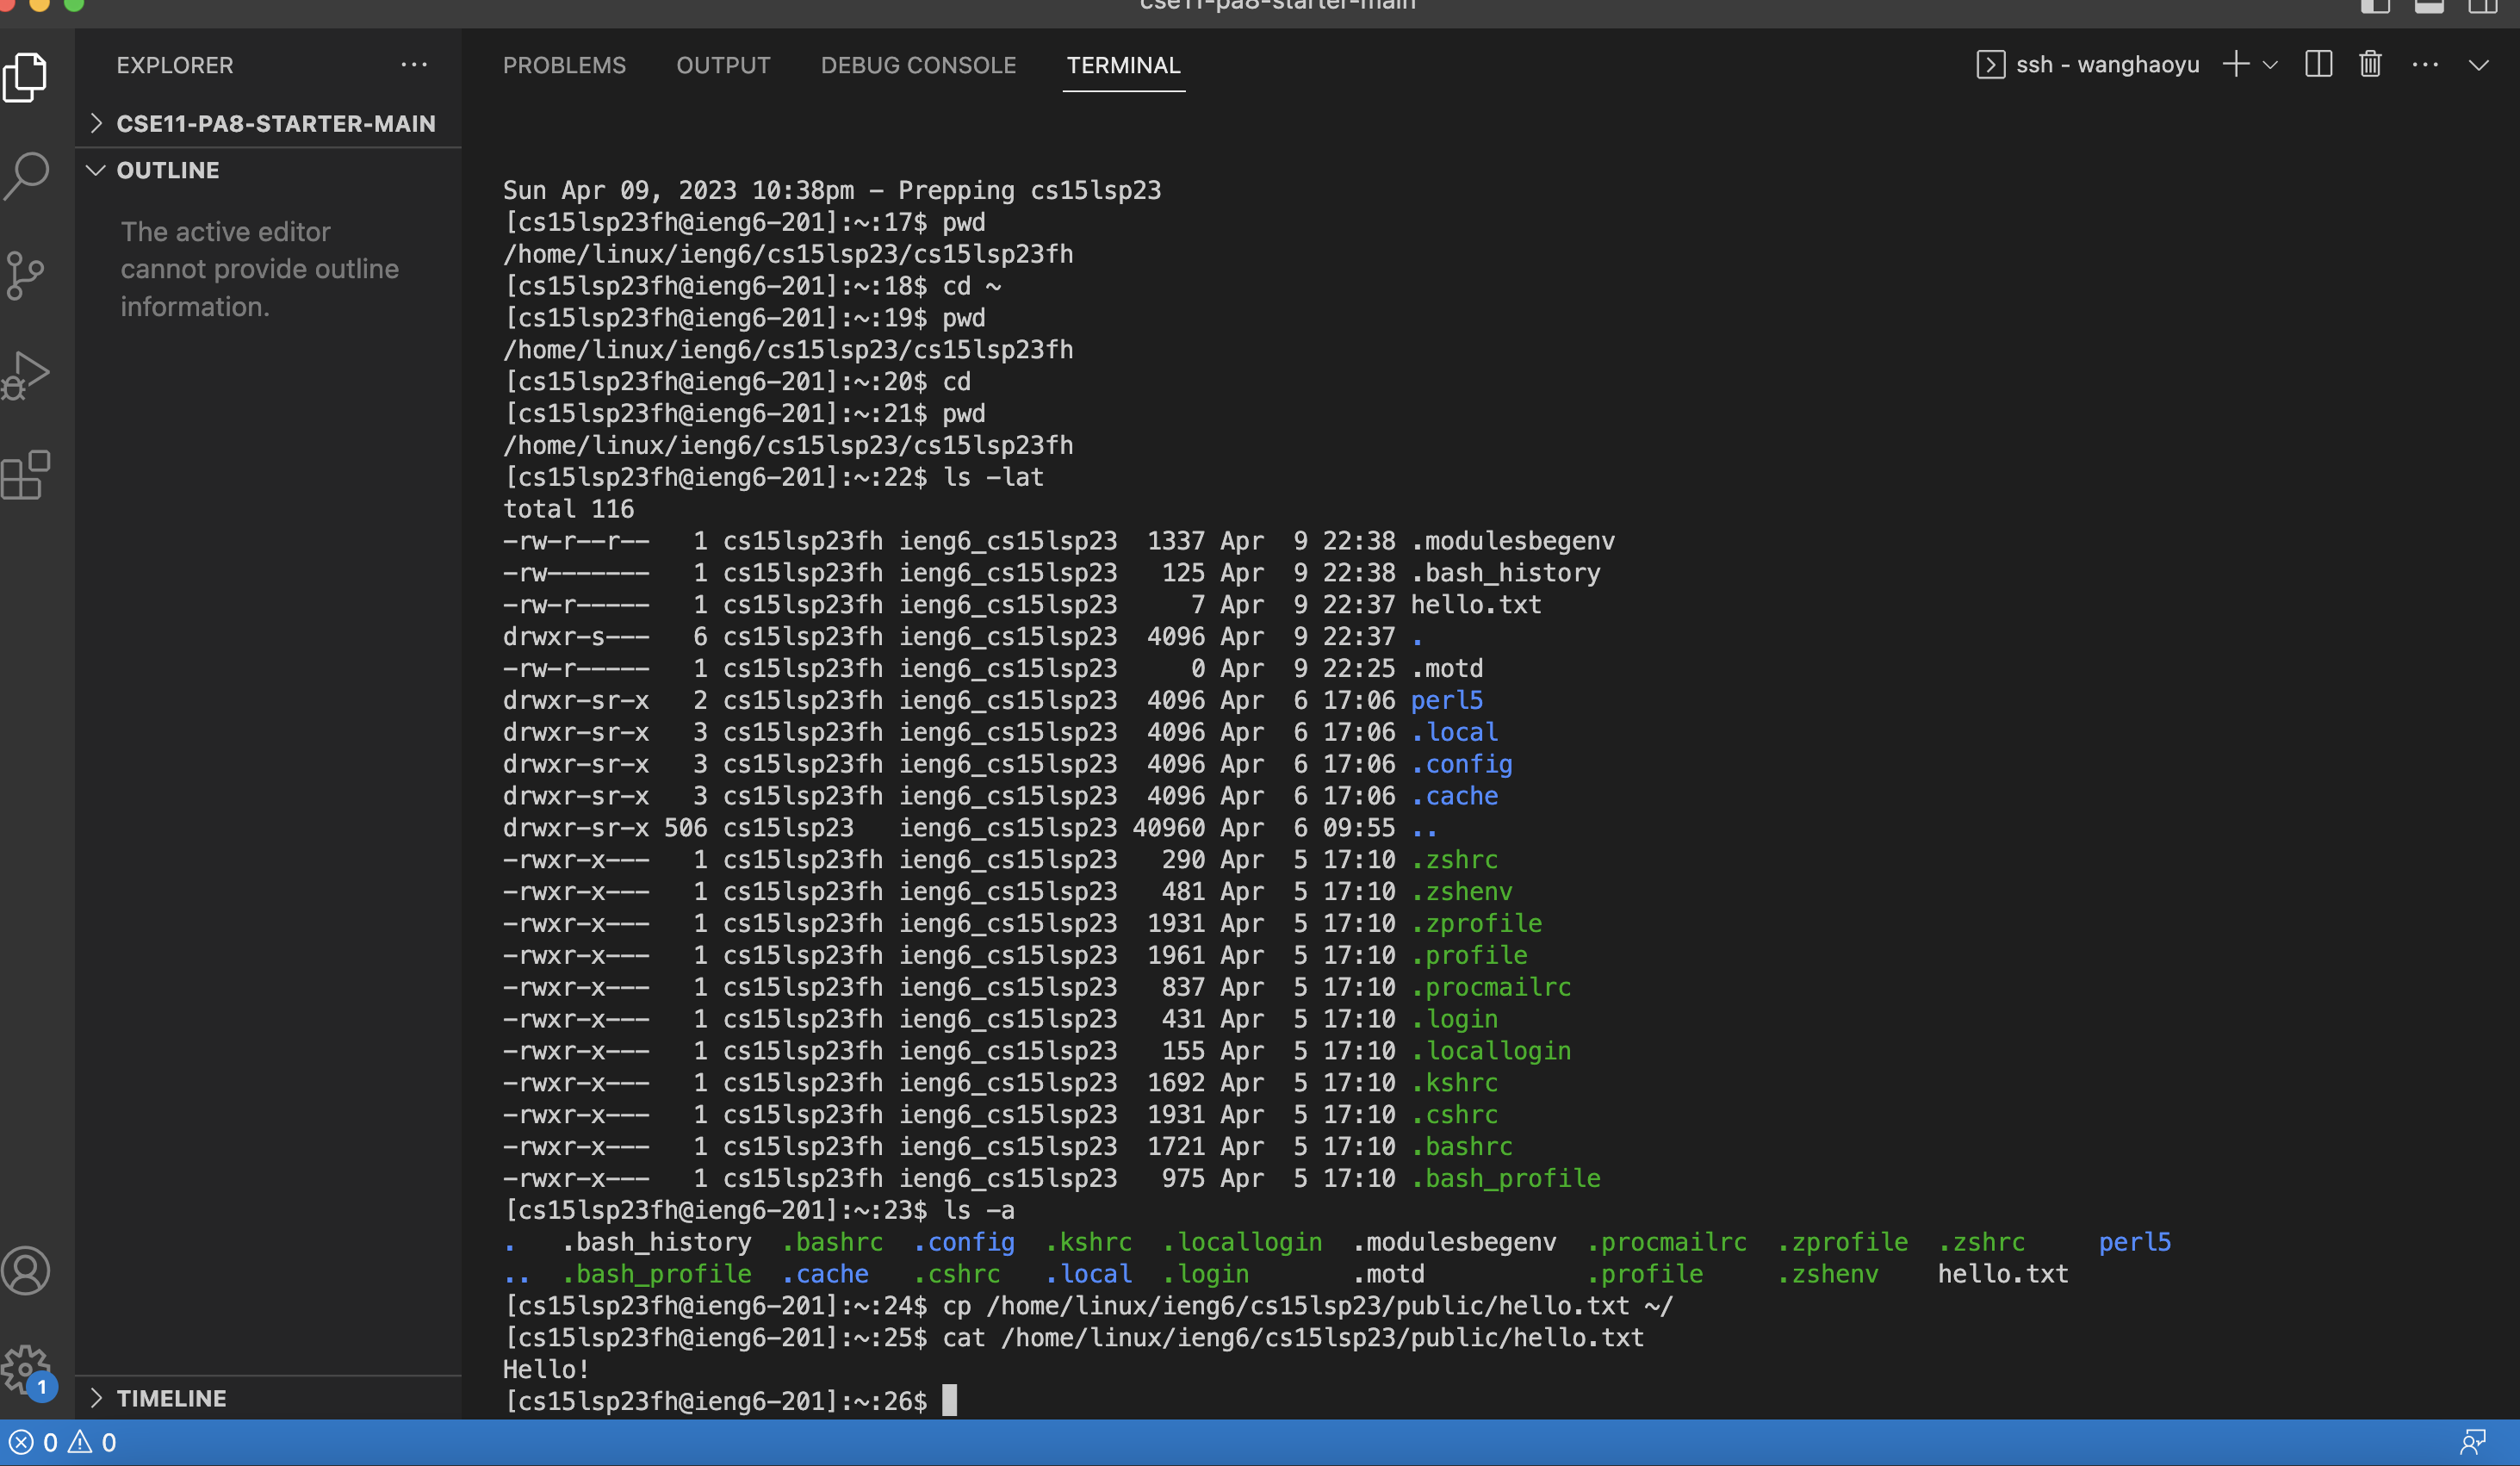 cse11-pa8-starter-main
EXPLORER
CSE11-PA8-STARTER-MAIN
OUTLINE
The active editor
cannot provide outline
information.
TIMELINE
PROBLEMS OUTPUT DEBUG CONSOLE TERMINAL
ssh - wanghaoyu
Sun Apr 09, 2023 10:38pm - Prepping cs15lsp23
[cs15lsp23fh@ieng6-201]:~:17$ pwd
/home/linux/ieng6/cs15lsp23/cs15lsp23fh
[cs15lsp23fh@ieng6-201]:~:18$ cd ~
[cs15lsp23fh@ieng6-201]:~:19$ pwd
/home/linux/ieng6/cs15lsp23/cs15lsp23fh
[cs15lsp23fh@ieng6-201]:~:20$ cd
[cs15lsp23fh@ieng6-201]:~:21$ pwd
/home/linux/ieng6/cs15lsp23/cs15lsp23fh
[cs15lsp23fh@ieng6-201]:~:22$ ls -lat
total 116
-rw-r--r--   1 cs15lsp23fh ieng6_cs15lsp23  1337 Apr  9 22:38 .modulesbegenv
-rw-------   1 cs15lsp23fh ieng6_cs15lsp23   125 Apr  9 22:38 .bash_history
-rw-r-----   1 cs15lsp23fh ieng6_cs15lsp23     7 Apr  9 22:37 hello.txt
drwxr-s---   6 cs15lsp23fh ieng6_cs15lsp23  4096 Apr  9 22:37 .
-rw-r-----   1 cs15lsp23fh ieng6_cs15lsp23     0 Apr  9 22:25 .motd
drwxr-sr-x   2 cs15lsp23fh ieng6_cs15lsp23  4096 Apr  6 17:06 perl5
drwxr-sr-x   3 cs15lsp23fh ieng6_cs15lsp23  4096 Apr  6 17:06 .local
drwxr-sr-x   3 cs15lsp23fh ieng6_cs15lsp23  4096 Apr  6 17:06 .config
drwxr-sr-x   3 cs15lsp23fh ieng6_cs15lsp23  4096 Apr  6 17:06 .cache
drwxr-sr-x 506 cs15lsp23   ieng6_cs15lsp23 40960 Apr  6 09:55 ..
-rwxr-x---   1 cs15lsp23fh ieng6_cs15lsp23   290 Apr  5 17:10 .zshrc
-rwxr-x---   1 cs15lsp23fh ieng6_cs15lsp23   481 Apr  5 17:10 .zshenv
-rwxr-x---   1 cs15lsp23fh ieng6_cs15lsp23  1931 Apr  5 17:10 .zprofile
-rwxr-x---   1 cs15lsp23fh ieng6_cs15lsp23  1961 Apr  5 17:10 .profile
-rwxr-x---   1 cs15lsp23fh ieng6_cs15lsp23   837 Apr  5 17:10 .procmailrc
-rwxr-x---   1 cs15lsp23fh ieng6_cs15lsp23   431 Apr  5 17:10 .login
-rwxr-x---   1 cs15lsp23fh ieng6_cs15lsp23   155 Apr  5 17:10 .locallogin
-rwxr-x---   1 cs15lsp23fh ieng6_cs15lsp23  1692 Apr  5 17:10 .kshrc
-rwxr-x---   1 cs15lsp23fh ieng6_cs15lsp23  1931 Apr  5 17:10 .cshrc
-rwxr-x---   1 cs15lsp23fh ieng6_cs15lsp23  1721 Apr  5 17:10 .bashrc
-rwxr-x---   1 cs15lsp23fh ieng6_cs15lsp23   975 Apr  5 17:10 .bash_profile
[cs15lsp23fh@ieng6-201]:~:23$ ls -a
.   .bash_history  .bashrc  .config  .kshrc  .locallogin  .modulesbegenv  .procmailrc  .zprofile  .zshrc     perl5
..  .bash_profile  .cache   .cshrc   .local  .login       .motd           .profile     .zshenv    hello.txt
[cs15lsp23fh@ieng6-201]:~:24$ cp /home/linux/ieng6/cs15lsp23/public/hello.txt ~/
[cs15lsp23fh@ieng6-201]:~:25$ cat /home/linux/ieng6/cs15lsp23/public/hello.txt
Hello!
[cs15lsp23fh@ieng6-201]:~:26$
1
0 0